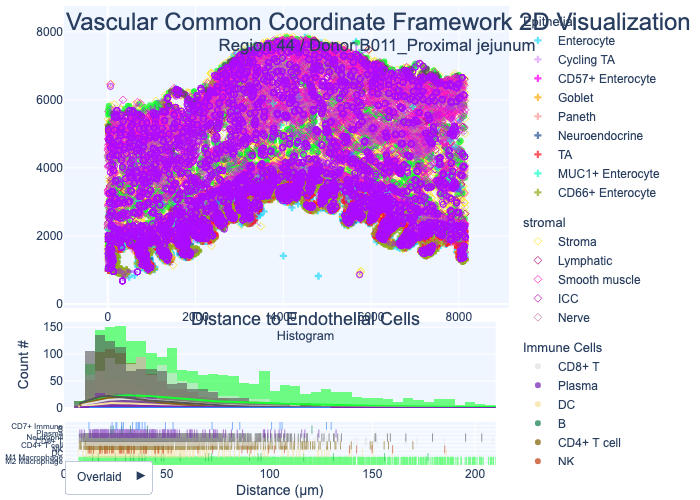 Vascular Common Coordinate Framework 2D Visualization
Region 44 / Donor B011_Proximal jejunum
8000
6000
4000
2000
0
0
2000
4000
6000
8000
Epithelial
Enterocyte
Cycling TA
CD57+ Enterocyte
Goblet
Paneth
Neuroendocrine
TA
MUC1+ Enterocyte
CD66+ Enterocyte
stromal
Stroma
Lymphatic
Smooth muscle
ICC
Nerve
Immune Cells
CD8+ T
Plasma
DC
B
CD4+ T cell
NK
Distance to Endothelial Cells
Histogram
Count #
150
100
50
0
CD7+ Immune
Plasma
Neutrophil
CD4+ T cell
DC
M1 Macrophage
M2 Macrophage
50
100
150
200
Distance (μm)
Overlaid ▶